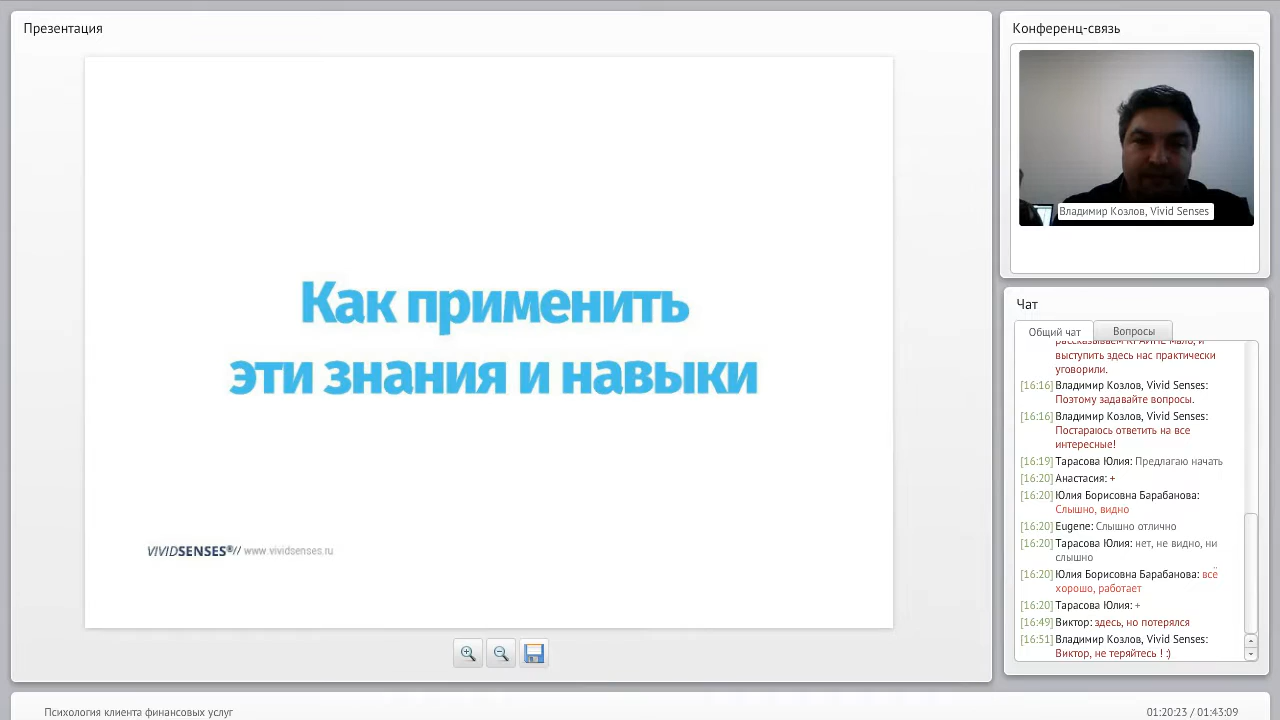 Презентация
Как применить
эти знания и навыки
VIVIDSENSES®// www.vividsenses.ru
Конференц-связь
Владимир Козлов, Vivid Senses
Чат
Общий чат
Вопросы
рассказываем КРАЙНЕ мало, и
выступить здесь нас практически
уговорили.
[16:16] Владимир Козлов, Vivid Senses:
Поэтому задавайте вопросы.
[16:16] Владимир Козлов, Vivid Senses:
Постараюсь ответить на все
интересные!
[16:19] Тарасова Юлия: Предлагаю начать
[16:20] Анастасия: +
[16:20] Юлия Борисовна Барабанова:
Слышно, видно
[16:20] Eugene: Слышно отлично
[16:20] Тарасова Юлия: нет, не видно, ни
слышно
[16:20] Юлия Борисовна Барабанова: всё
хорошо, работает
[16:20] Тарасова Юлия: +
[16:49] Виктор: здесь, но потерялся
[16:51] Владимир Козлов, Vivid Senses:
Виктор, не теряйтесь ! :)
Психология клиента финансовых услуг
01:20:23 / 01:43:09